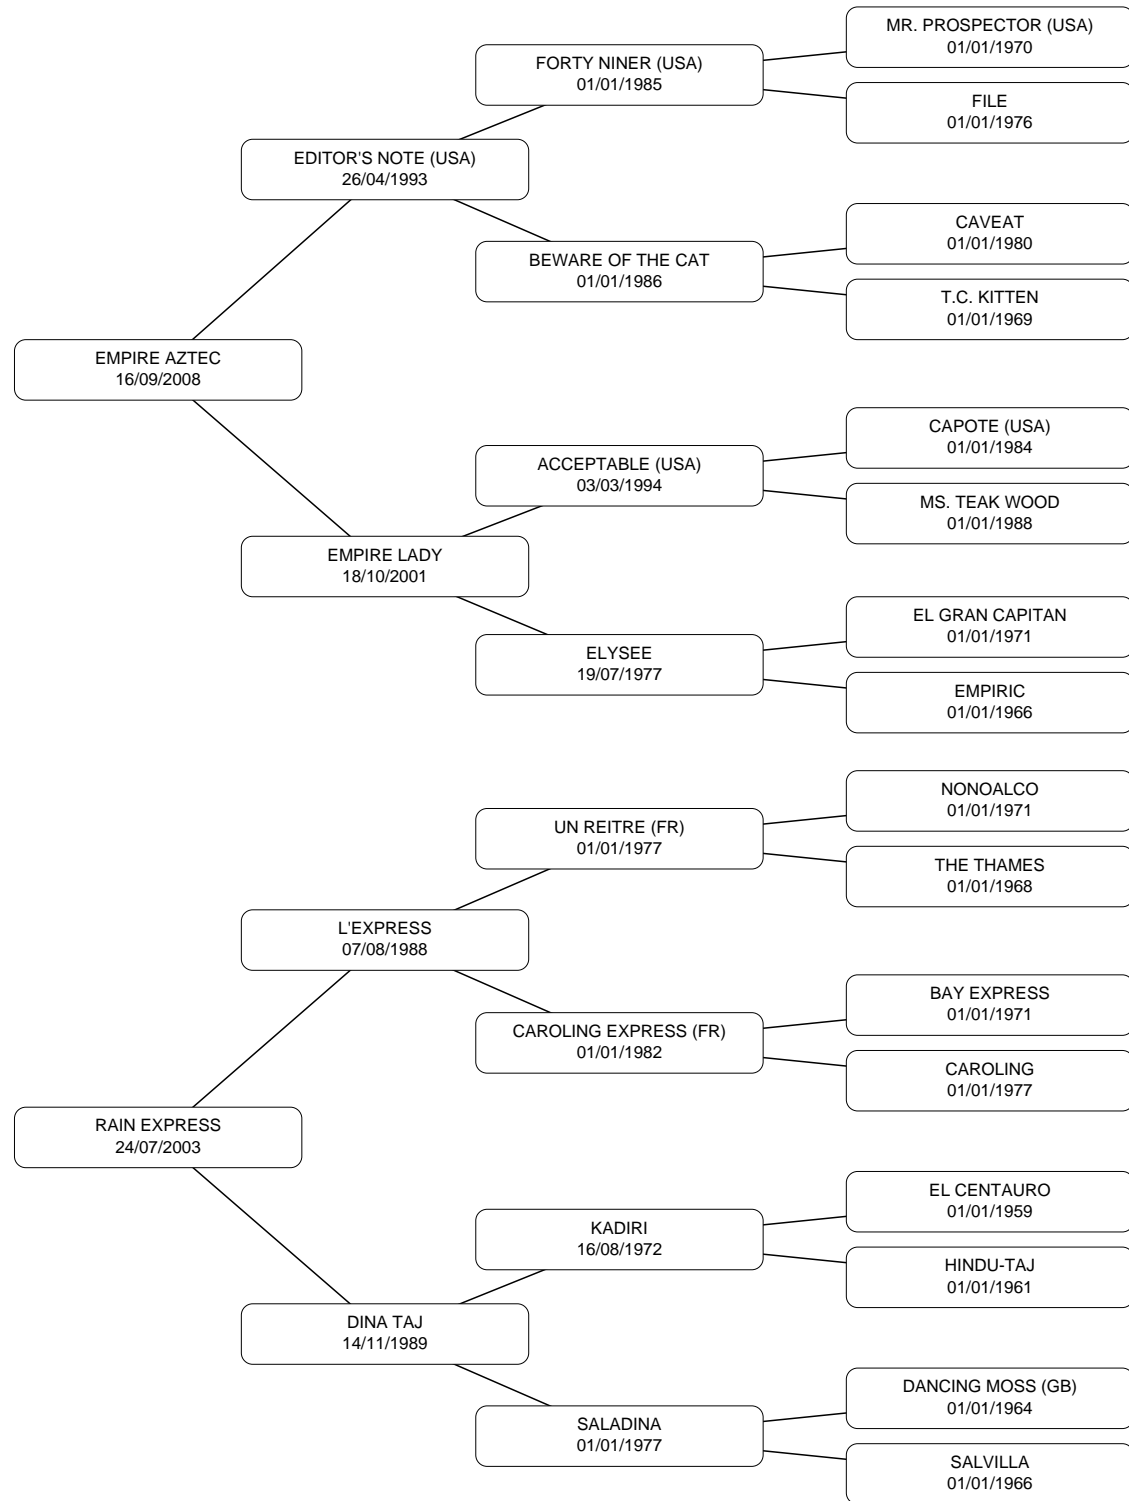 MR. PROSPECTOR (USA)
01/01/1970
FORTY NINER (USA)
01/01/1985
FILE
01/01/1976
EDITOR'S NOTE (USA)
26/04/1993
CAVEAT
01/01/1980
BEWARE OF THE CAT
01/01/1986
T.C. KITTEN
01/01/1969
EMPIRE AZTEC
16/09/2008
CAPOTE (USA)
01/01/1984
ACCEPTABLE (USA)
03/03/1994
MS. TEAK WOOD
01/01/1988
EMPIRE LADY
18/10/2001
EL GRAN CAPITAN
01/01/1971
ELYSEE
19/07/1977
EMPIRIC
01/01/1966
NONOALCO
01/01/1971
UN REITRE (FR)
01/01/1977
THE THAMES
01/01/1968
L'EXPRESS
07/08/1988
BAY EXPRESS
01/01/1971
CAROLING EXPRESS (FR)
01/01/1982
CAROLING
01/01/1977
RAIN EXPRESS
24/07/2003
EL CENTAURO
01/01/1959
KADIRI
16/08/1972
HINDU-TAJ
01/01/1961
DINA TAJ
14/11/1989
DANCING MOSS (GB)
01/01/1964
SALADINA
01/01/1977
SALVILLA
01/01/1966